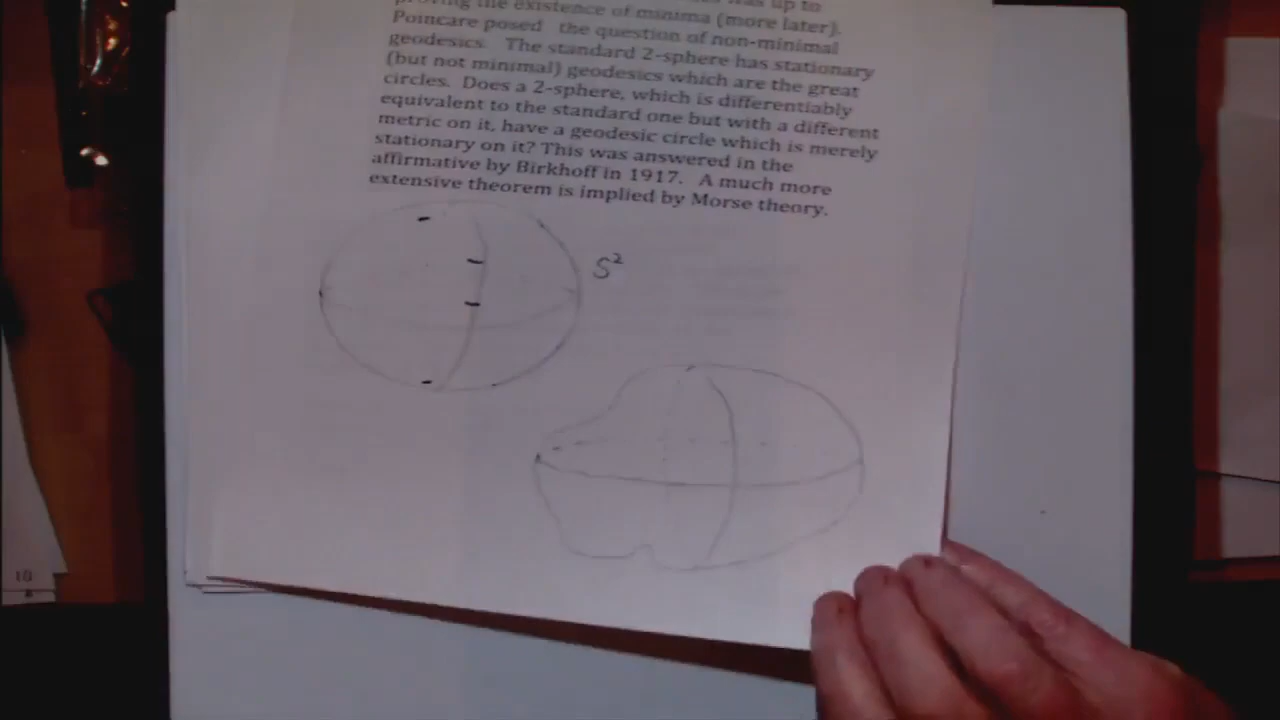 was up to
proving the existence of minima (more later).
Poincare posed the question of non-minimal
geodesics. The standard 2-sphere has stationary
(but not minimal) geodesics which are the great
circles. Does a 2-sphere, which is differentiably
equivalent to the standard one but with a different
metric on it, have a geodesic circle which is merely
stationary on it? This was answered in the
affirmative by Birkhoff in 1917. A much more
extensive theorem is implied by Morse theory.
S²
10